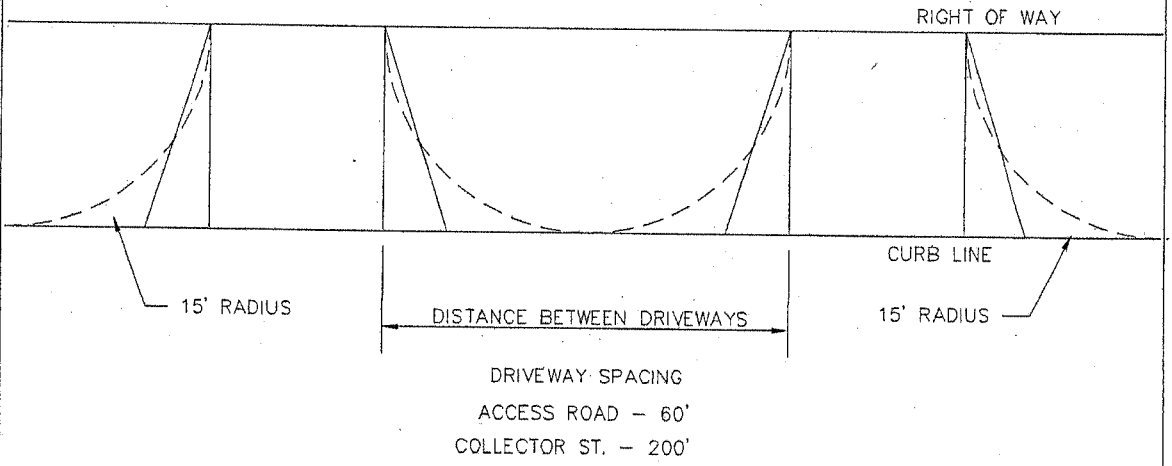 RIGHT OF WAY
CURB LINE
15' RADIUS
DISTANCE BETWEEN DRIVEWAYS
15' RADIUS
DRIVEWAY SPACING
ACCESS ROAD - 60'
COLLECTOR ST. - 200'